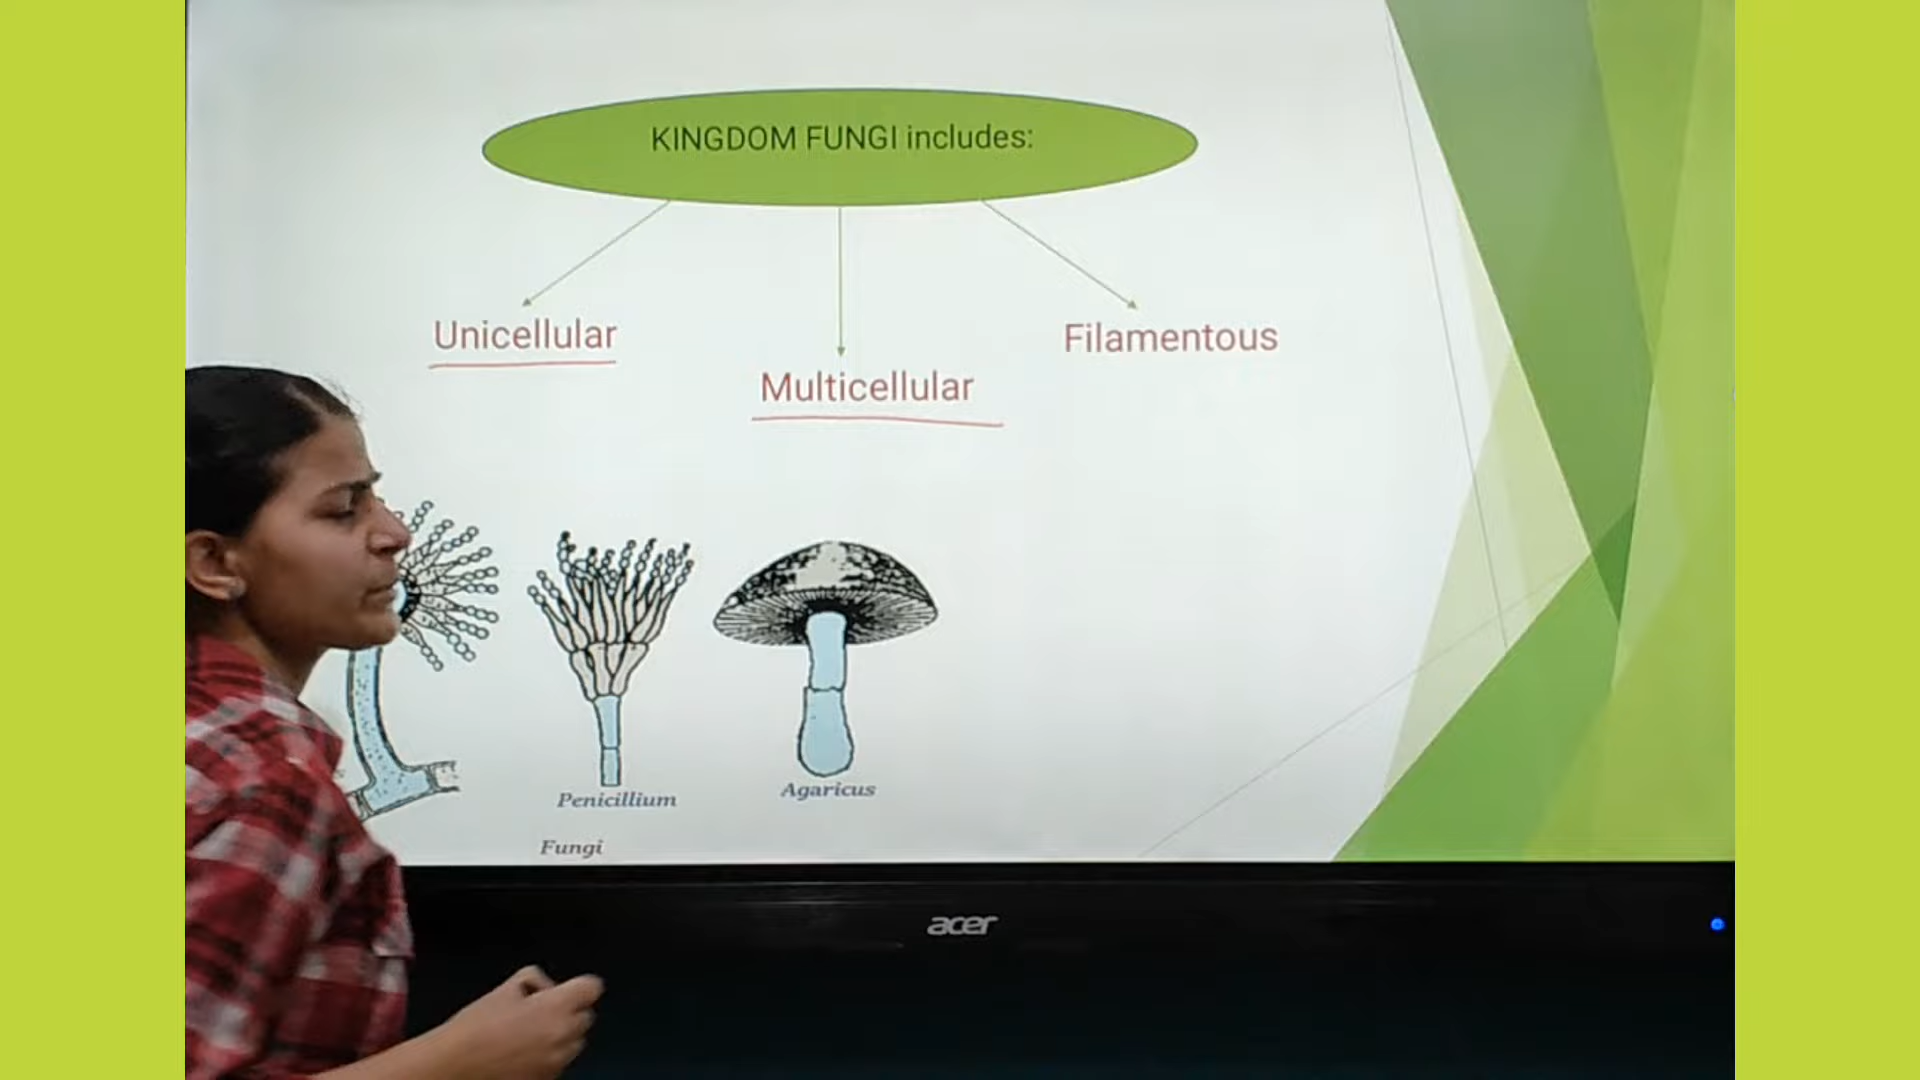 KINGDOM FUNGI includes:
Unicellular
Filamentous
Multicellular
Penicillium
Agaricus
Fungi
acer